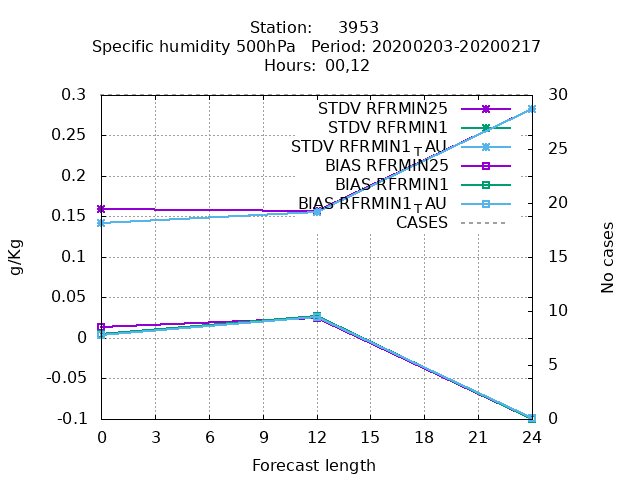 Station:     3953
Specific humidity 500hPa   Period: 20200203-20200217
Hours: 00,12
STDV RFRMIN25
STDV RFRMIN1
STDV RFRMIN1_TAU
BIAS RFRMIN25
BIAS RFRMIN1
BIAS RFRMIN1_TAU
CASES
0.3
0.25
0.2
0.15
0.1
0.05
0
-0.05
-0.1
g/Kg
30
25
20
15
10
5
0
No cases
0 3 6 9 12 15 18 21 24
Forecast length